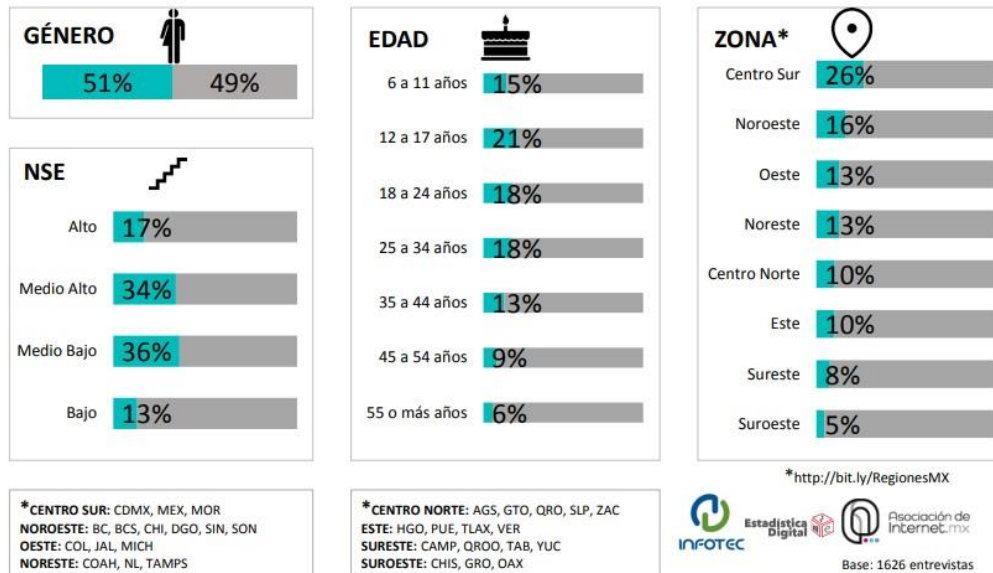 GÉNERO
51% 49%
NSE
Alto 17%
Medio Alto 34%
Medio Bajo 36%
Bajo 13%
EDAD
6 a 11 años 15%
12 a 17 años 21%
18 a 24 años 18%
25 a 34 años 18%
35 a 44 años 13%
45 a 54 años 9%
55 o más años 6%
ZONA*
Centro Sur 26%
Noroeste 16%
Oeste 13%
Noreste 13%
Centro Norte 10%
Este 10%
Sureste 8%
Suroeste 5%
*http://bit.ly/RegionesMX
*CENTRO SUR: CDMX, MEX, MOR
NOROESTE: BC, BCS, CHI, DGO, SIN, SON
OESTE: COL, JAL, MICH
NORESTE: COAH, NL, TAMPS
*CENTRO NORTE: AGS, GTO, QRO, SLP, ZAC
ESTE: HGO, PUE, TLAX, VER
SURESTE: CAMP, QROO, TAB, YUC
SUROESTE: CHIS, GRO, OAX
INFOTEC
Estadística
Digital
Asociación de
Internet.mx
Base: 1626 entrevistas